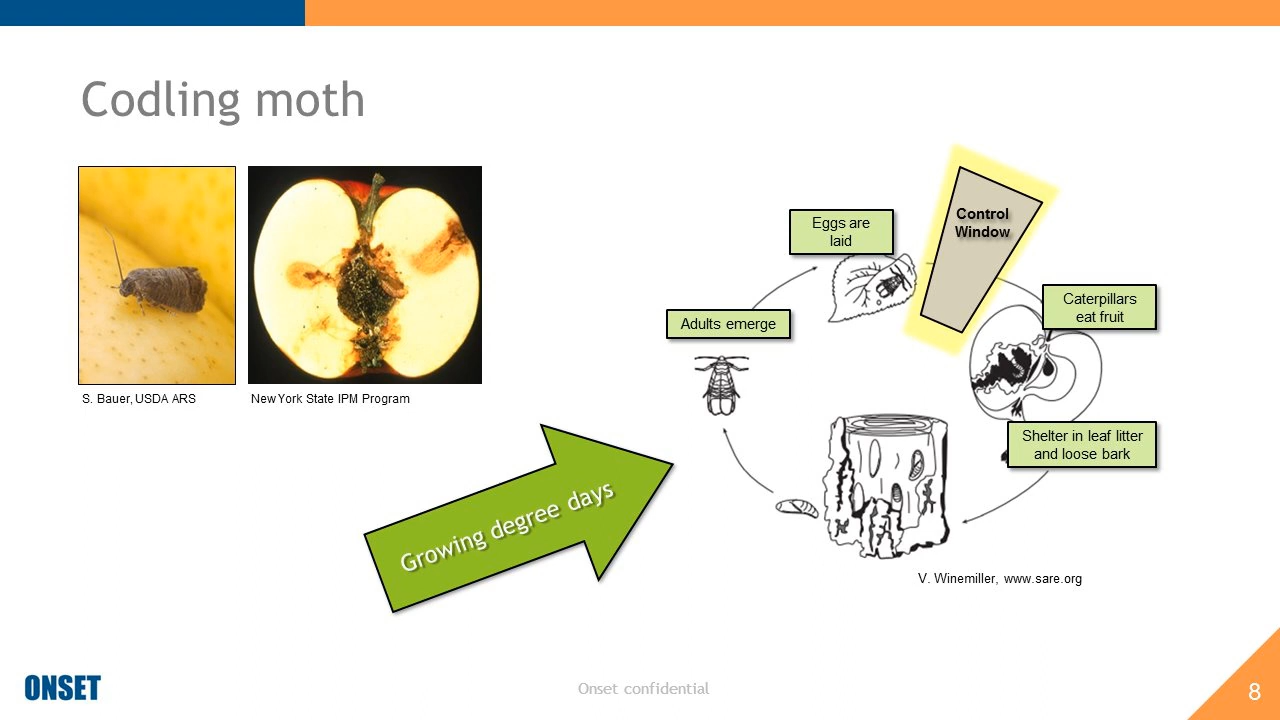 Codling moth
S. Bauer, USDA ARS
New York State IPM Program
Growing degree days
Adults emerge
Eggs are
laid
Control
Window
Caterpillars
eat fruit
Shelter in leaf litter
and loose bark
V. Winemiller, www.sare.org
ONSET
Onset confidential
8